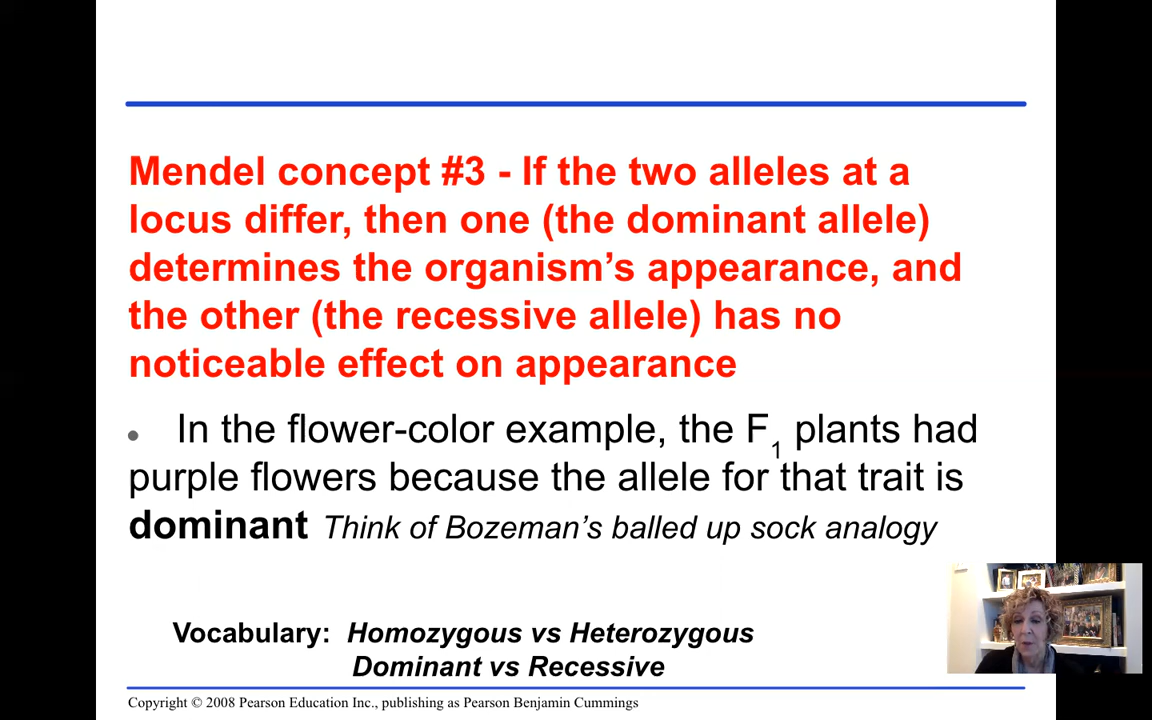 Mendel concept #3 - If the two alleles at a
locus differ, then one (the dominant allele)
determines the organism’s appearance, and
the other (the recessive allele) has no
noticeable effect on appearance
• In the flower-color example, the F1 plants had
purple flowers because the allele for that trait is
dominant Think of Bozeman’s balled up sock analogy
Vocabulary: Homozygous vs Heterozygous
Dominant vs Recessive
Copyright © 2008 Pearson Education Inc., publishing as Pearson Benjamin Cummings